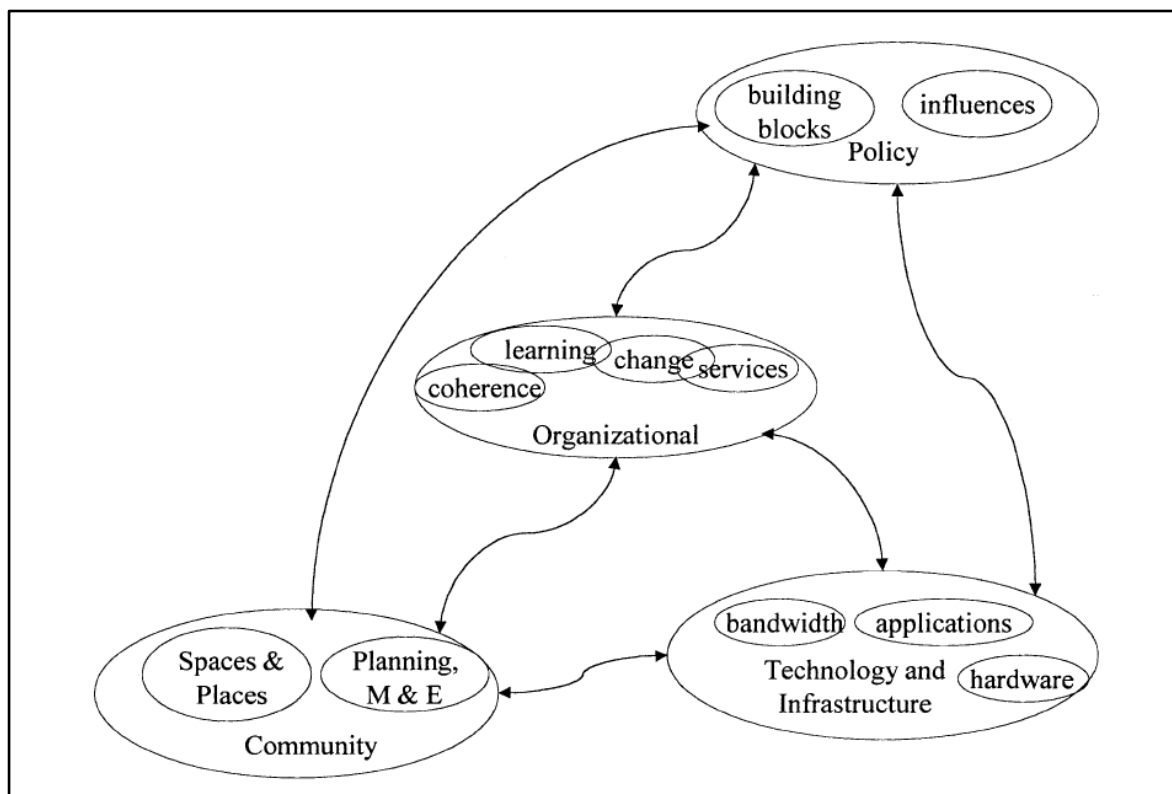 building
blocks
influences
Policy
learning
change
services
coherence
Organizational
bandwidth
applications
Technology and
Infrastructure
hardware
Spaces &
Places
Planning,
M & E
Community